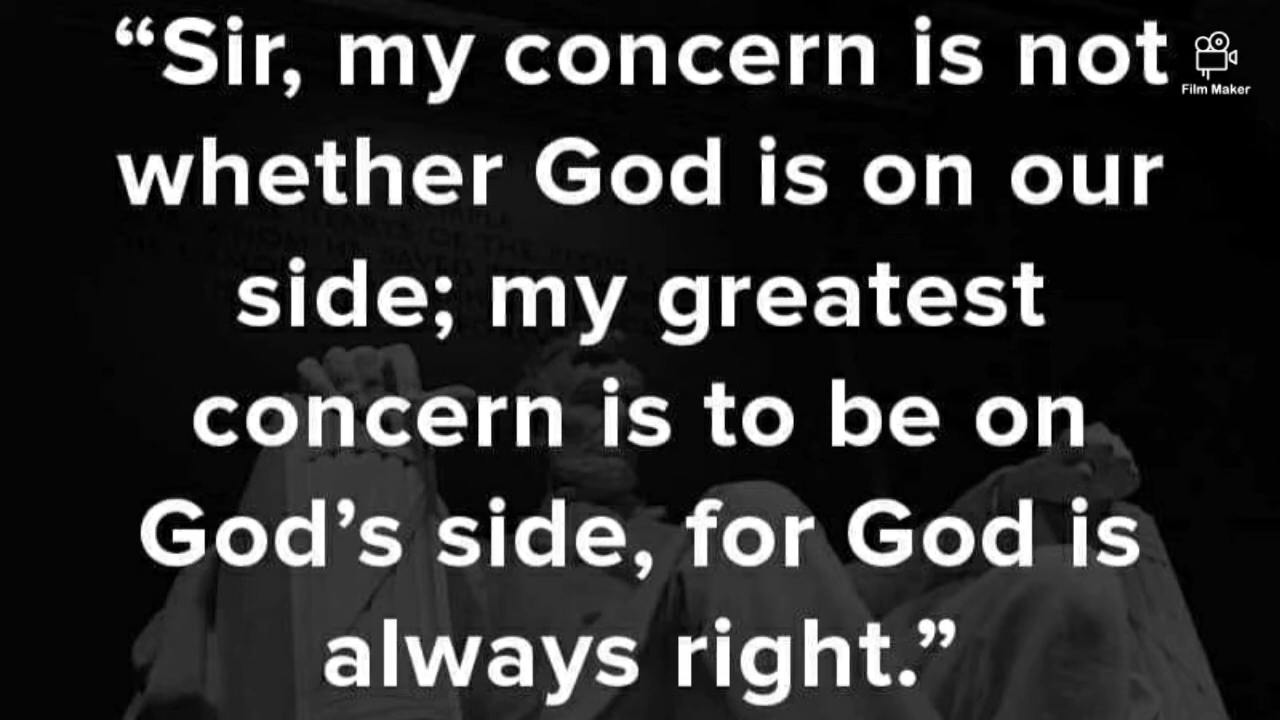 “Sir, my concern is not
Film Maker
whether God is on our
side; my greatest
concern is to be on
God’s side, for God is
always right.”